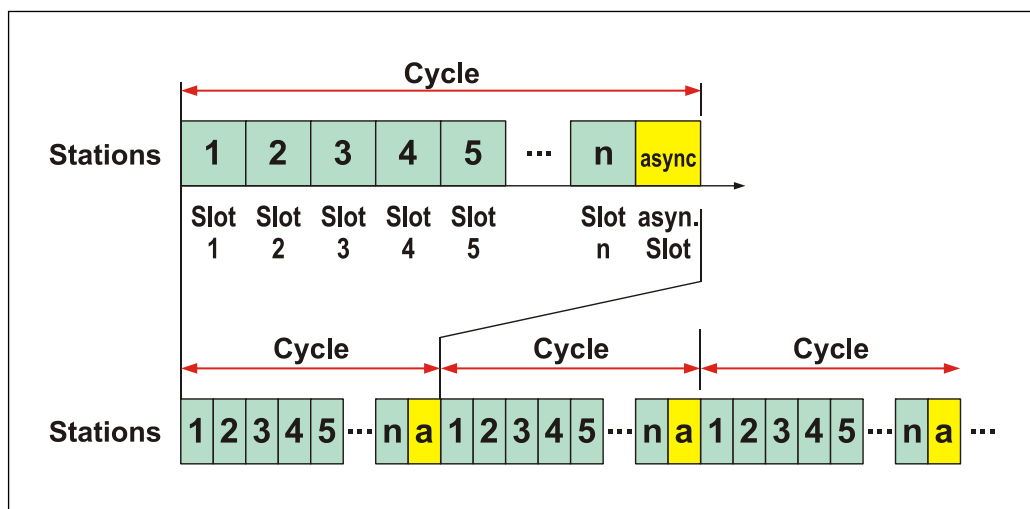 Cycle
Stations 1 2 3 4 5 ... n async
Slot Slot Slot Slot Slot Slot asyn.
1 2 3 4 5 n Slot
Cycle Cycle Cycle
Stations 1 2 3 4 5 ... n a 1 2 3 4 5 ... n a 1 2 3 4 5 ... n a ...